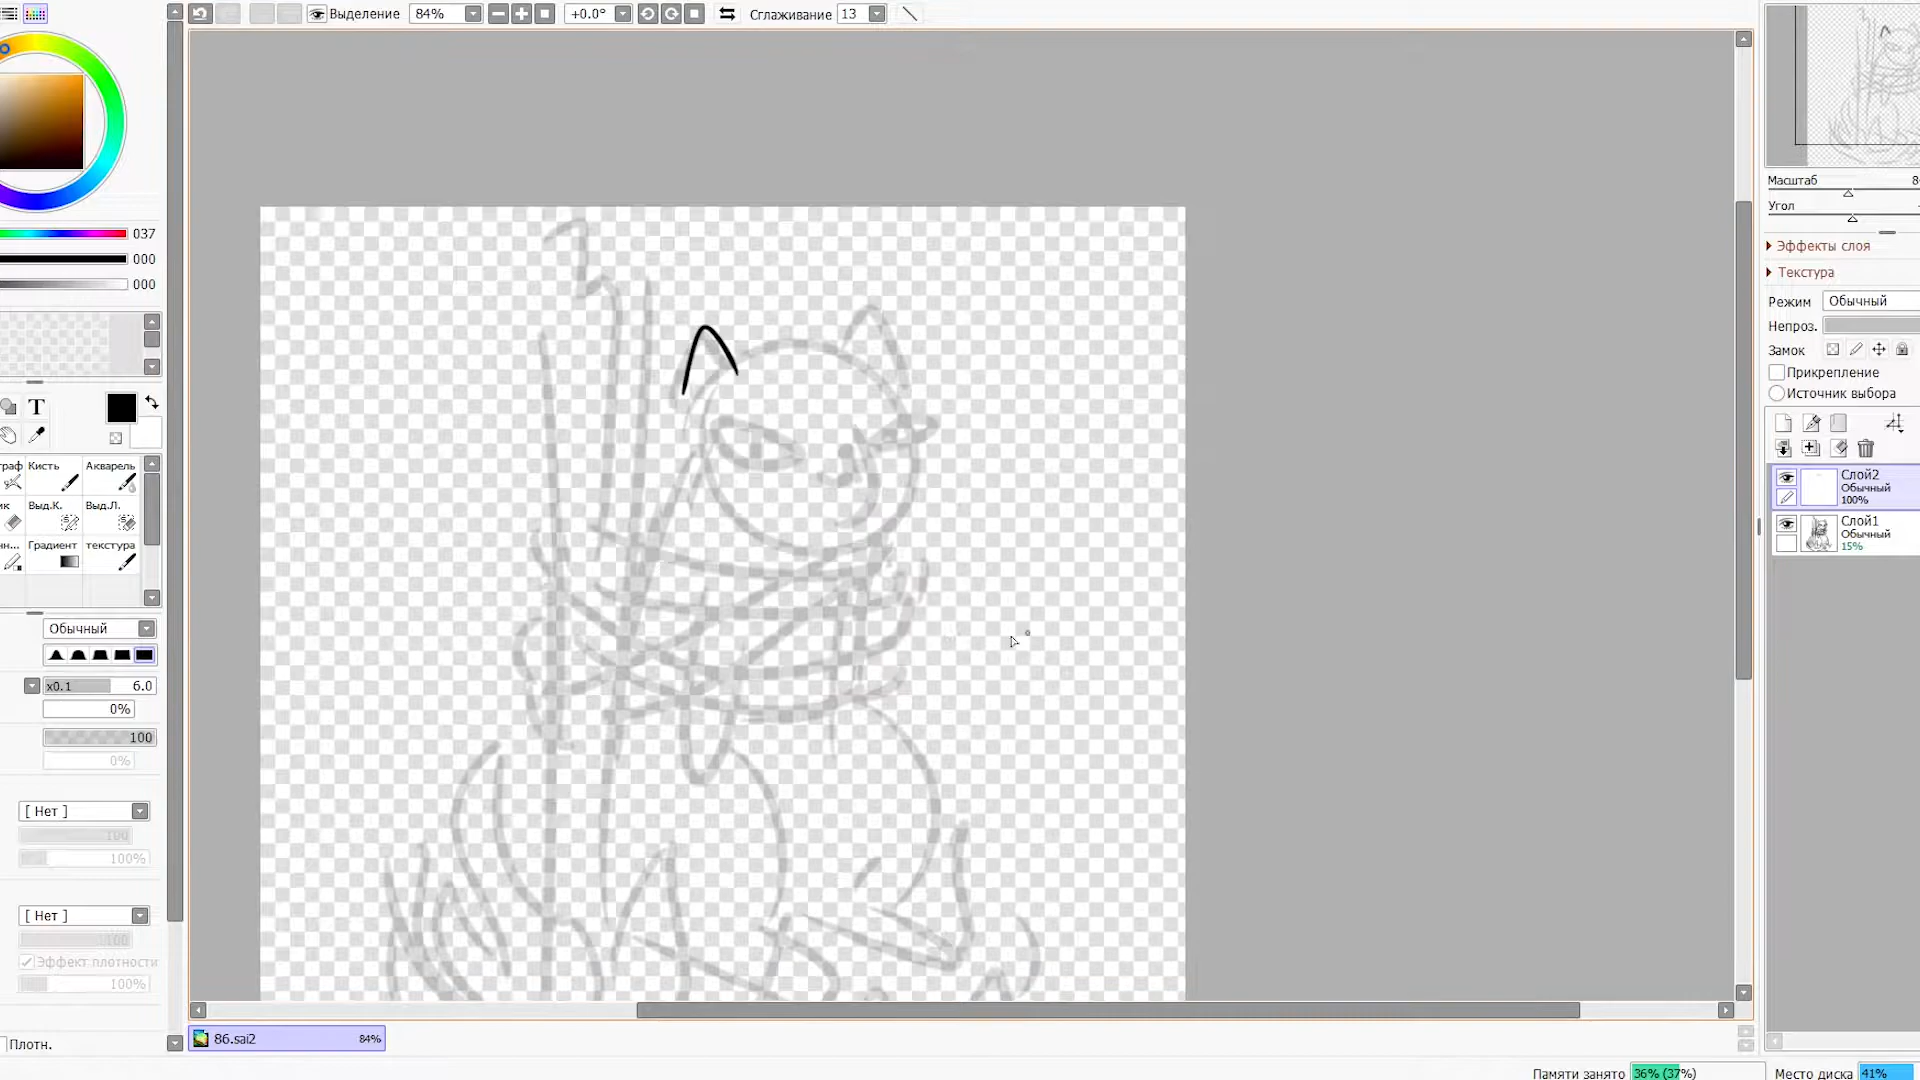 Выделение 84% +0.0° Сглаживание 13
037
000
000
T
Кисть Акварель
Выд.К. Выд.Л.
Градиент текстура
Обычный
x0.1 6.0
0%
100
0%
[ Нет ]
100
100%
[ Нет ]
100
Эффект плотности
100%
Плотн.
86.sai2 84%
Масштаб
Угол
Эффекты слоя
Текстура
Режим Обычный
Непроз.
Замок
Прикрепление
Источник выбора
Слой2
Обычный
100%
Слой1
Обычный
15%
Памяти занято 36% (37%) Место диска 41%